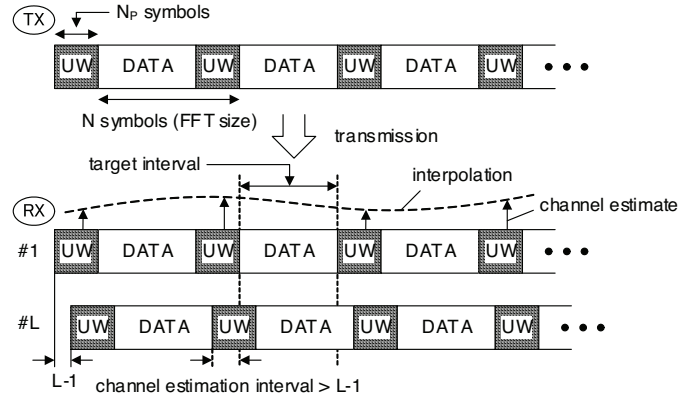 TX
N_P symbols
UW DATA UW DATA UW DATA UW • • •
N symbols (FFT size)
transmission
target interval
interpolation
RX
channel estimate
#1
UW DATA UW DATA UW DATA UW • • •
#L
UW DATA UW DATA UW DATA UW • • •
L-1
channel estimation interval > L-1